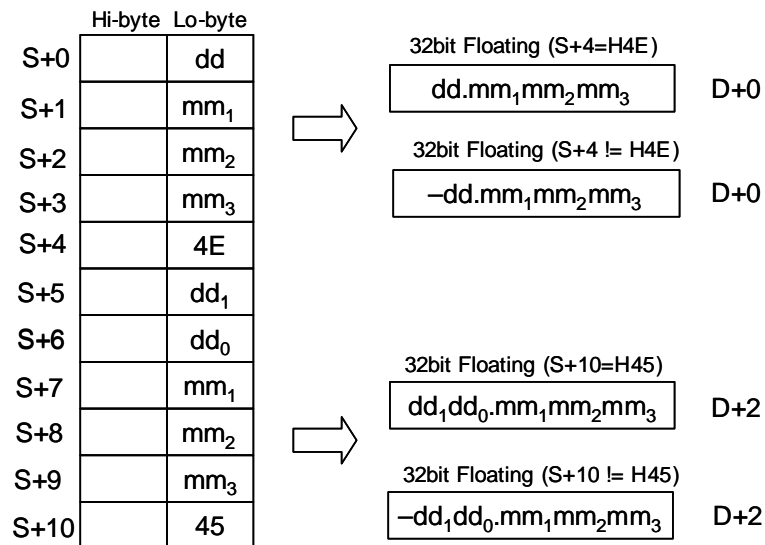 Hi-byte Lo-byte
S+0 dd
S+1 mm₁
S+2 mm₂
S+3 mm₃
S+4 4E
S+5 dd₁
S+6 dd₀
S+7 mm₁
S+8 mm₂
S+9 mm₃
S+10 45
32bit Floating (S+4=H4E)
dd.mm₁mm₂mm₃ D+0
32bit Floating (S+4 != H4E)
–dd.mm₁mm₂mm₃ D+0
32bit Floating (S+10=H45)
dd₁dd₀.mm₁mm₂mm₃ D+2
32bit Floating (S+10 != H45)
–dd₁dd₀.mm₁mm₂mm₃ D+2